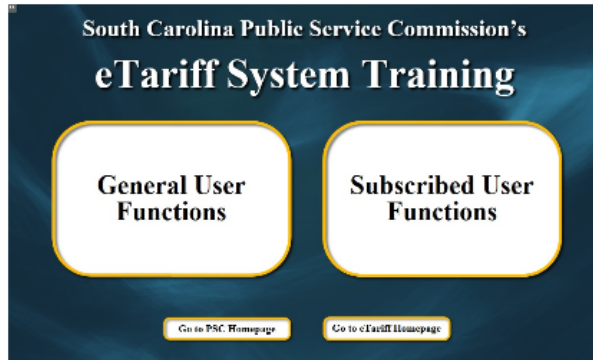 South Carolina Public Service Commission's
eTariff System Training
General User
Functions
Subscribed User
Functions
Go to PSC Homepage
Go to eTariff Homepage